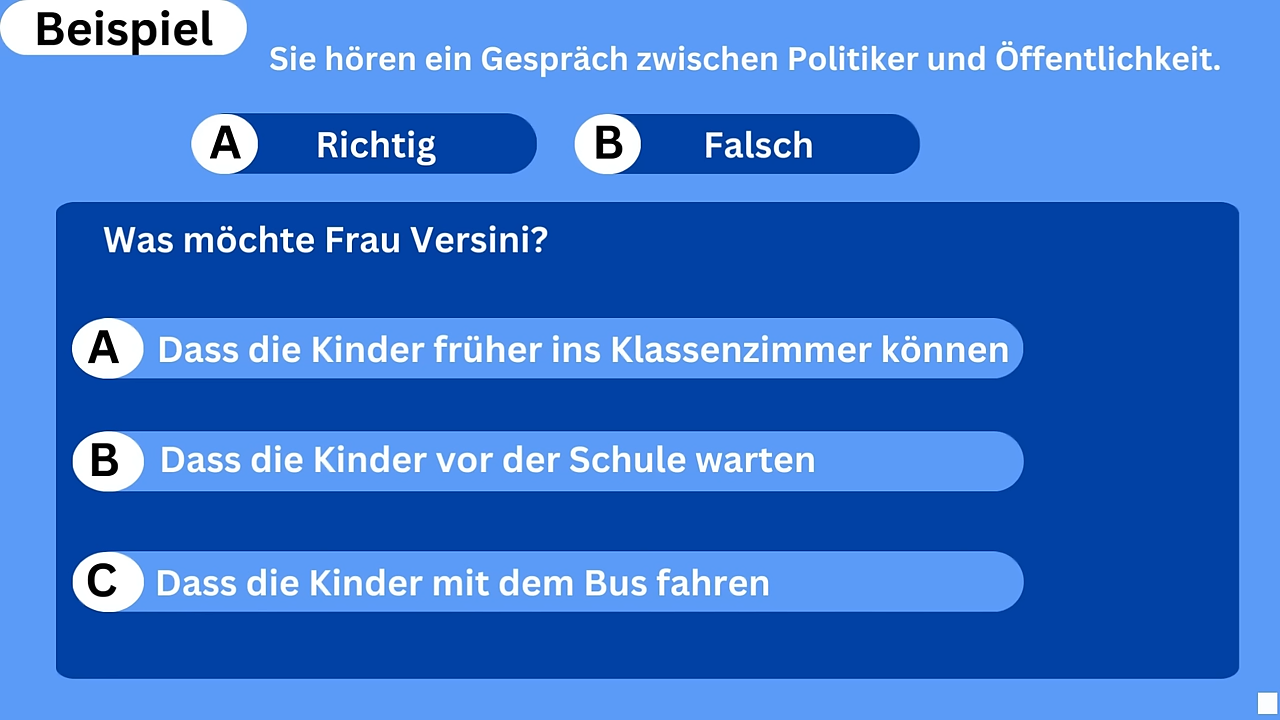 Beispiel
Sie hören ein Gespräch zwischen Politiker und Öffentlichkeit.
A Richtig B Falsch
Was möchte Frau Versini?
A Dass die Kinder früher ins Klassenzimmer können
B Dass die Kinder vor der Schule warten
C Dass die Kinder mit dem Bus fahren